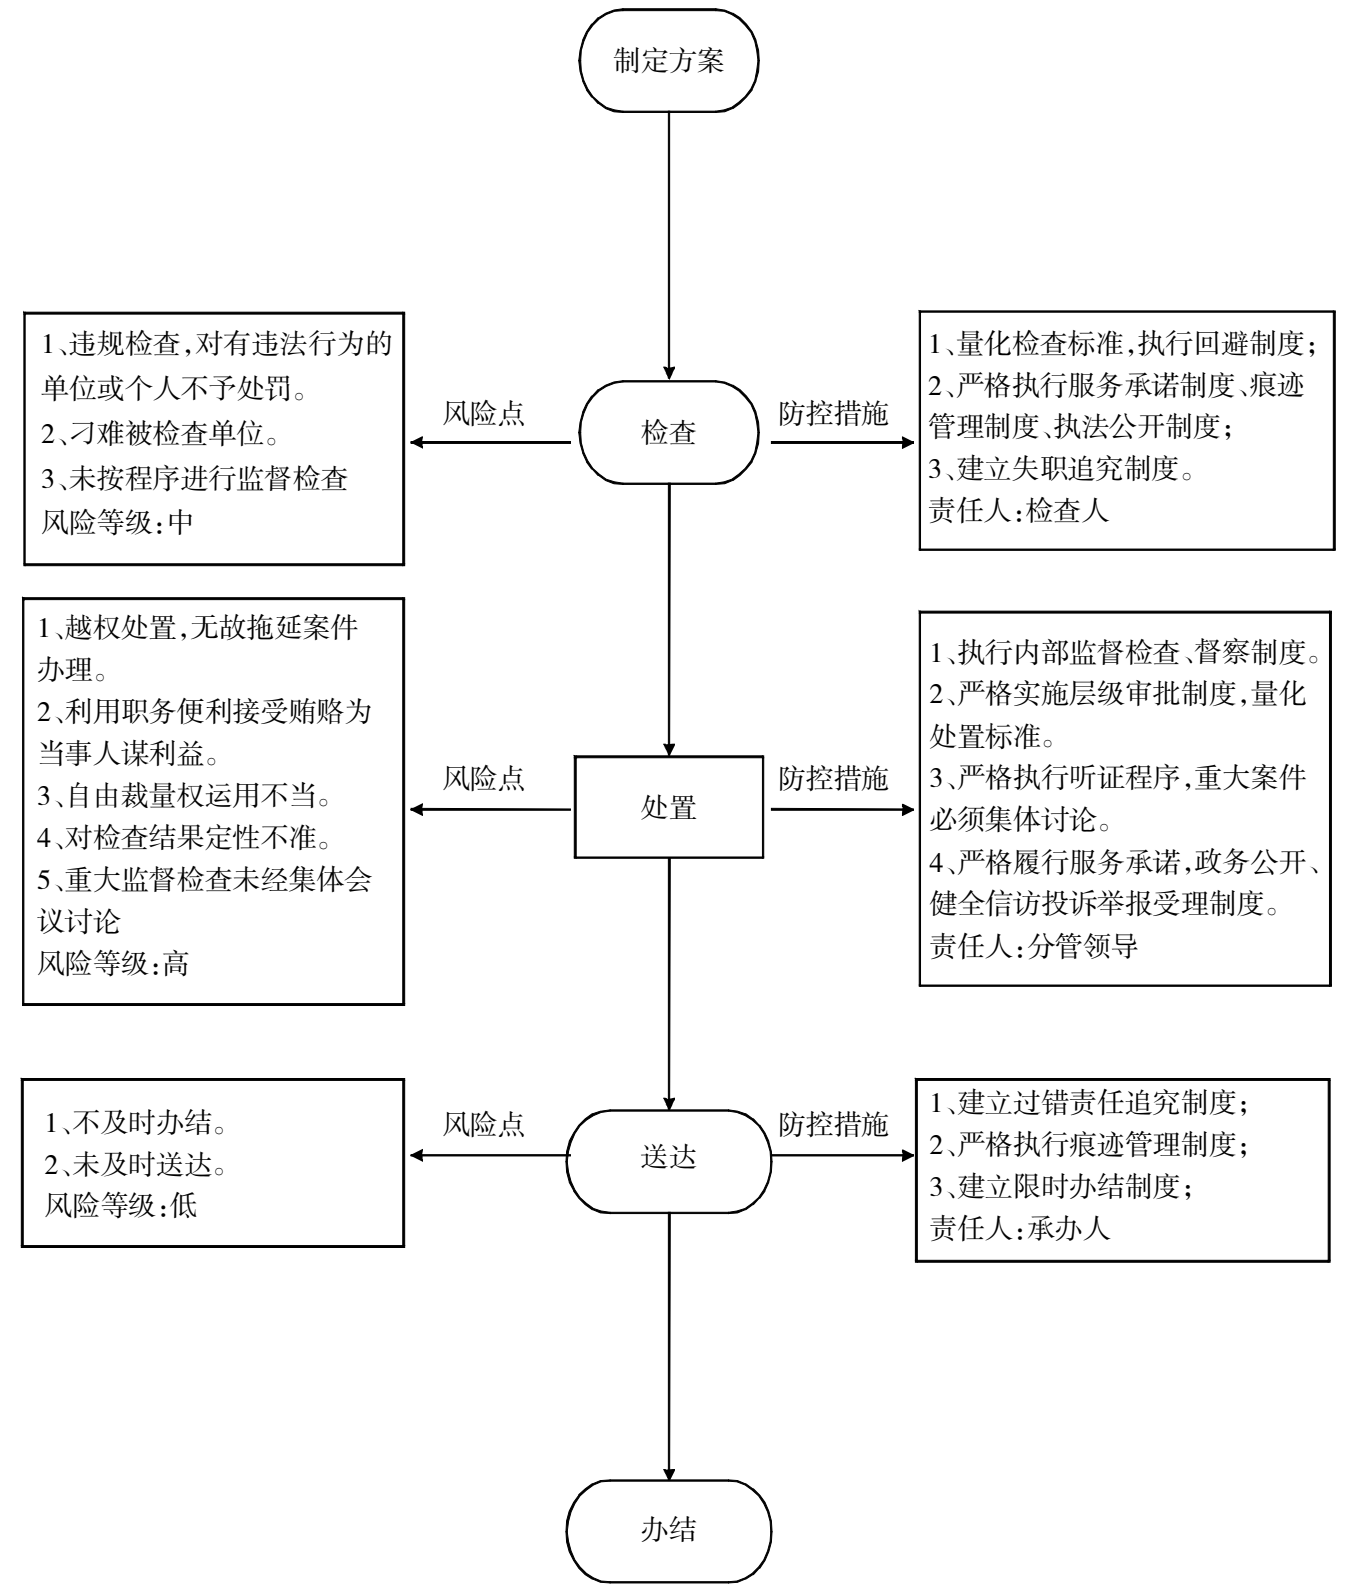 制定方案
1、违规检查，对有违法行为的
单位或个人不予处罚。
2、刁难被检查单位。
3、未按程序进行监督检查
风险等级：中
风险点
检查
防控措施
1、量化检查标准，执行回避制度；
2、严格执行服务承诺制度、痕迹
管理制度、执法公开制度；
3、建立失职追究制度。
责任人：检查人
1、越权处置，无故拖延案件
办理。
2、利用职务便利接受贿赂为
当事人谋利益。
3、自由裁量权运用不当。
4、对检查结果定性不准。
5、重大监督检查未经集体会
议讨论
风险等级：高
风险点
处置
防控措施
1、执行内部监督检查、督察制度。
2、严格实施层级审批制度，量化
处置标准。
3、严格执行听证程序，重大案件
必须集体讨论。
4、严格履行服务承诺，政务公开、
健全信访投诉举报受理制度。
责任人：分管领导
1、不及时办结。
2、未及时送达。
风险等级：低
风险点
送达
防控措施
1、建立过错责任追究制度；
2、严格执行痕迹管理制度；
3、建立限时办结制度；
责任人：承办人
办结